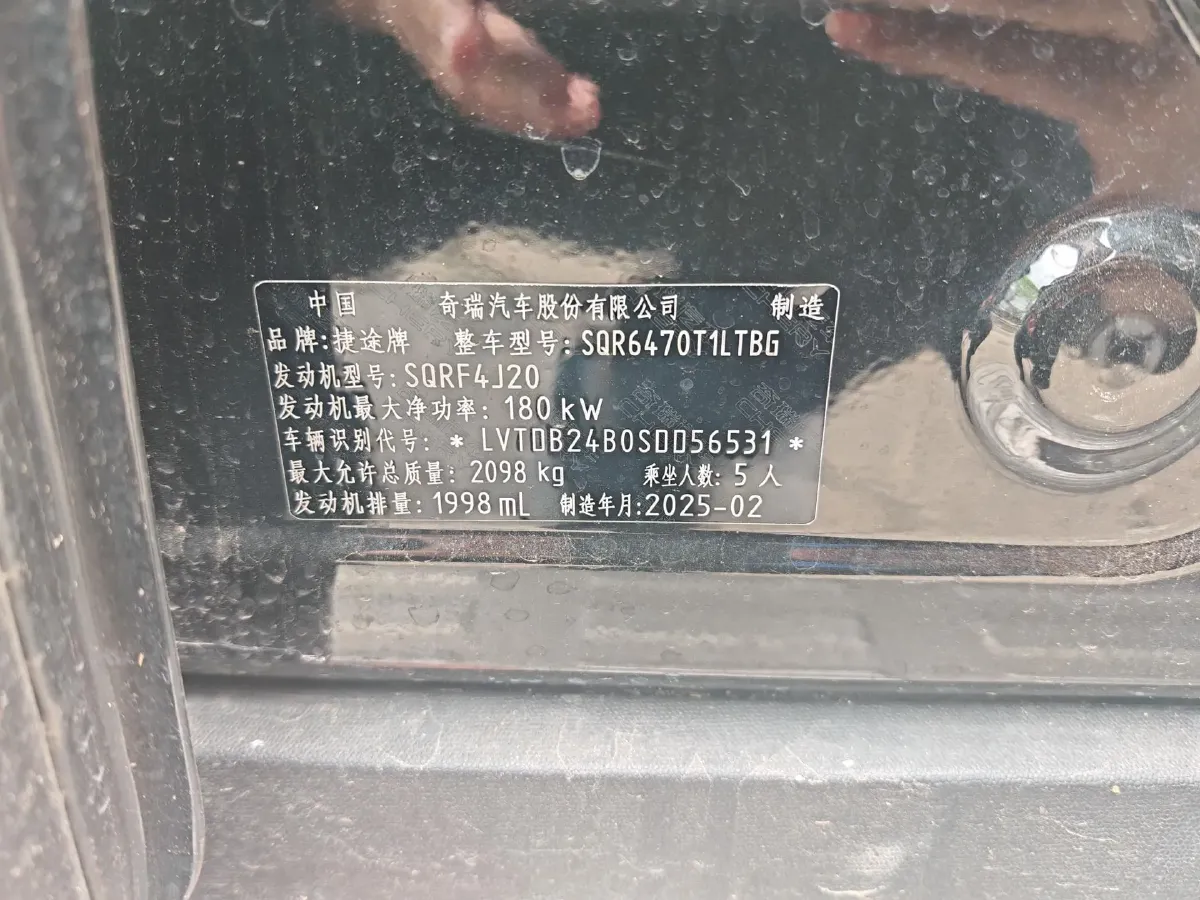 中国 奇瑞汽车股份有限公司 制造
品牌:捷途牌 整车型号:SQR6470T1LTBG
发动机型号:SQRF4J20
发动机最大净功率: 180kW
车辆识别代号: * LVTDB24B0SD056531 *
最大允许总质量: 2098 kg 乘坐人数: 5 人
发动机排量: 1998 mL 制造年月:2025-02